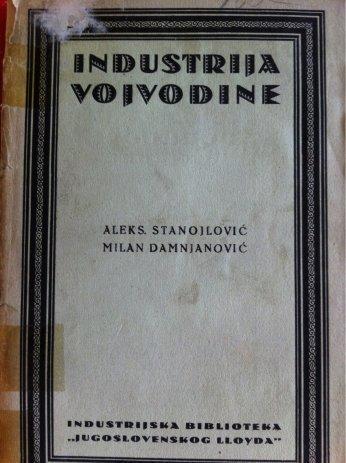 INDUSTRIJA
VOJVODINE
ALEKS. STANOJLOVIĆ
MILAN DAMNJANOVIĆ
INDUSTRIJSKA BIBLIOTEKA
„JUGOSLOVENSKOG LLOYDA”